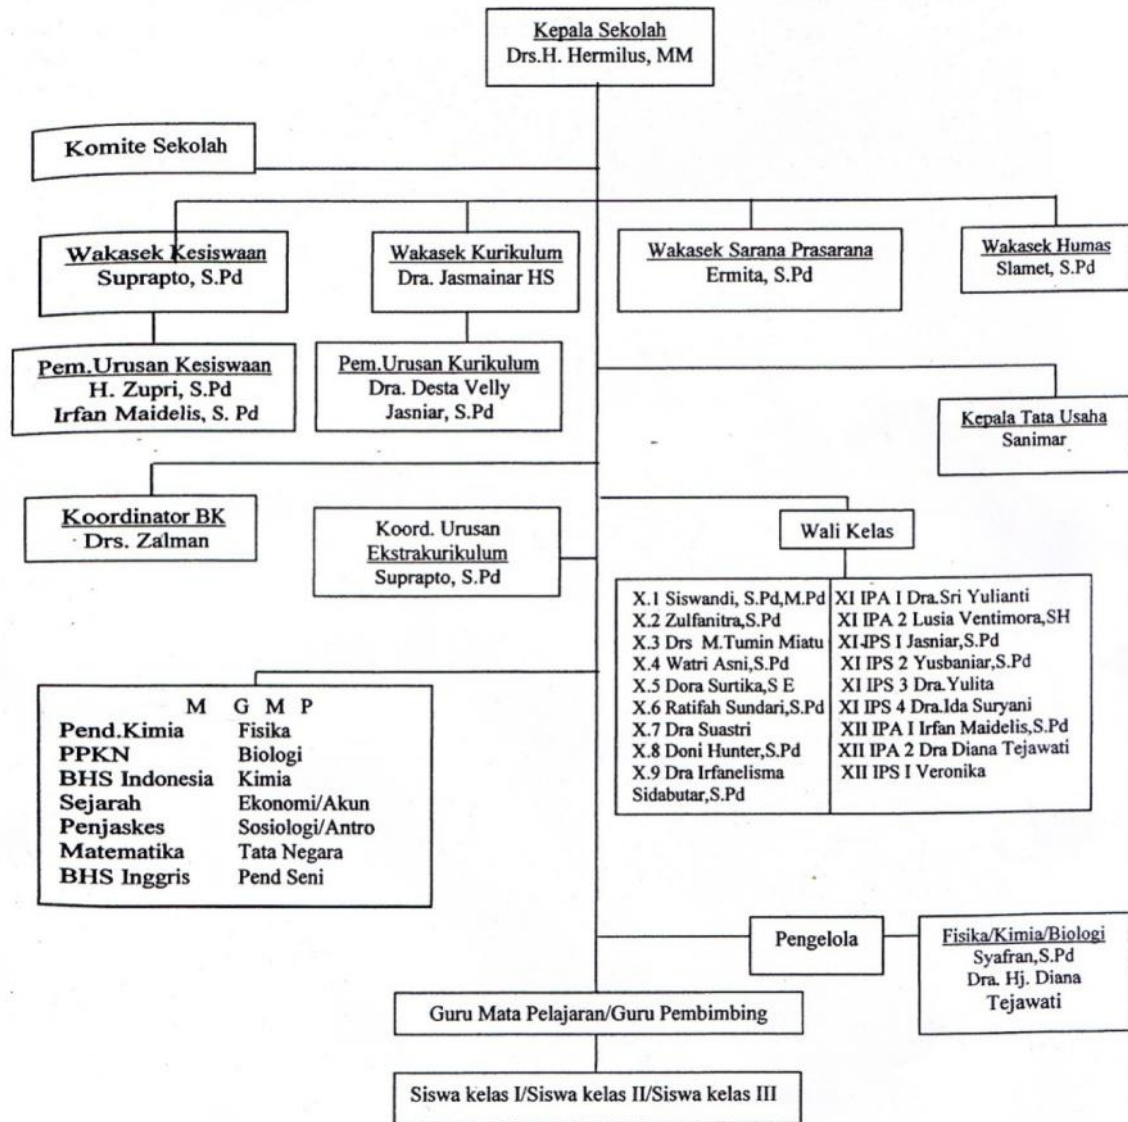 Kepala Sekolah
Drs.H. Hermilus, MM
Komite Sekolah
Wakasek Kesiswaan
Suprapto, S.Pd
Wakasek Kurikulum
Dra. Jasmainar HS
Wakasek Sarana Prasarana
Ermita, S.Pd
Wakasek Humas
Slamet, S.Pd
Pem.Urusan Kesiswaan
H. Zupri, S.Pd
Irfan Maidelis, S. Pd
Pem.Urusan Kurikulum
Dra. Desta Velly
Jasniar, S.Pd
Kepala Tata Usaha
Sanimar
Koordinator BK
Drs. Zalman
Koord. Urusan
Ekstrakurikulum
Suprapto, S.Pd
Wali Kelas
X.1 Siswandi, S.Pd,M.Pd
X.2 Zulfanitra,S.Pd
X.3 Drs M.Tumin Miatu
X.4 Watri Asni,S.Pd
X.5 Dora Surtika,S E
X.6 Ratifah Sundari,S.Pd
X.7 Dra Suastri
X.8 Doni Hunter,S.Pd
X.9 Dra Irfanelisma
Sidabutar,S.Pd
XI IPA I Dra.Sri Yulianti
XI IPA 2 Lusia Ventimora,SH
XI IPS I Jasniar,S.Pd
XI IPS 2 Yusbaniar,S.Pd
XI IPS 3 Dra.Yulita
XI IPS 4 Dra.Ida Suryani
XII IPA I Irfan Maidelis,S.Pd
XII IPA 2 Dra Diana Tejawati
XII IPS I Veronika
M G M P
Pend.Kimia Fisika
PPKN Biologi
BHS Indonesia Kimia
Sejarah Ekonomi/Akun
Penjaskes Sosiologi/Antro
Matematika Tata Negara
BHS Inggris Pend Seni
Pengelola
Fisika/Kimia/Biologi
Syafran,S.Pd
Dra. Hj. Diana
Tejawati
Guru Mata Pelajaran/Guru Pembimbing
Siswa kelas I/Siswa kelas II/Siswa kelas III